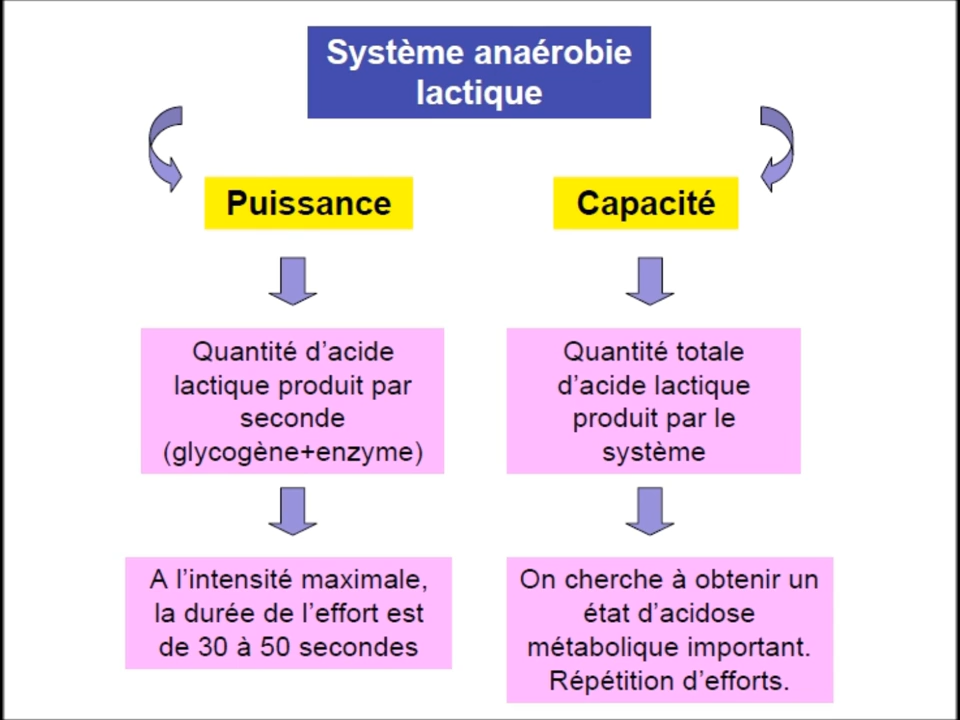 Système anaérobie
lactique
Puissance
Capacité
Quantité d'acide
lactique produit par
seconde
(glycogène+enzyme)
Quantité totale
d'acide lactique
produit par le
système
A l'intensité maximale,
la durée de l'effort est
de 30 à 50 secondes
On cherche à obtenir un
état d'acidose
métabolique important.
Répétition d'efforts.